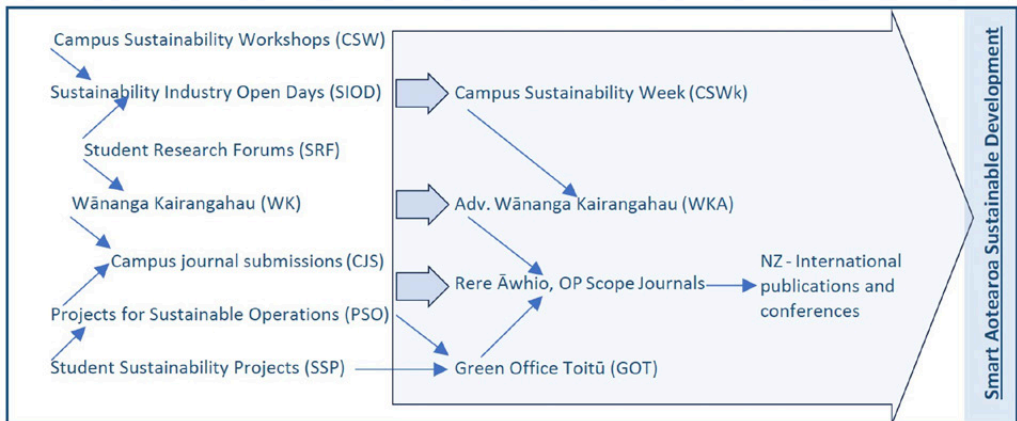 Campus Sustainability Workshops (CSW)
Sustainability Industry Open Days (SIOD)
Student Research Forums (SRF)
Wānanga Kairangahau (WK)
Campus journal submissions (CJS)
Projects for Sustainable Operations (PSO)
Student Sustainability Projects (SSP)
Campus Sustainability Week (CSWk)
Adv. Wānanga Kairangahau (WKA)
Rere Āwhio, OP Scope Journals
Green Office Toitū (GOT)
NZ - International
publications and
conferences
Smart Aotearoa Sustainable Development